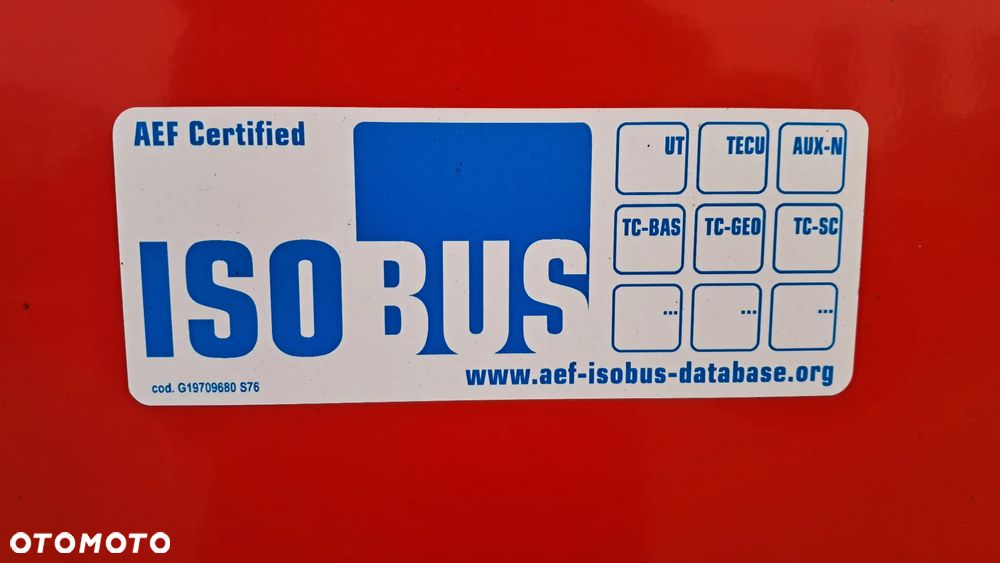 AEF Certified
ISOBUS
UT TECU AUX-N
TC-BAS TC-GEO TC-SC
... ... ...
www.aef-isobus-database.org
cod. G19709680 S76
OTOMOTO